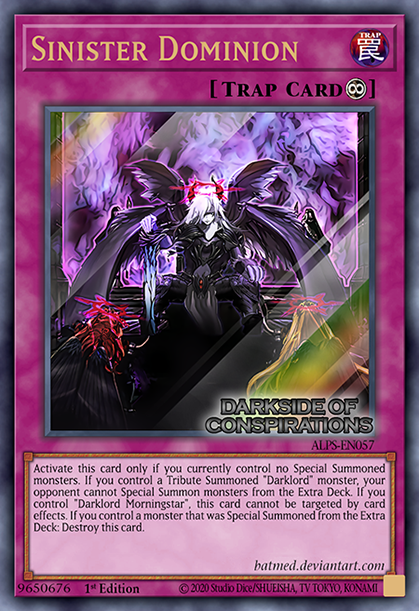 Sinister Dominion
TRAP
罠
[Trap Card]
DARKSIDE OF
CONSPIRATIONS
ALPS-EN057
Activate this card only if you currently control no Special Summoned
monsters. If you control a Tribute Summoned "Darklord" monster, your
opponent cannot Special Summon monsters from the Extra Deck. If you
control "Darklord Morningstar", this card cannot be targeted by card
effects. If you control a monster that was Special Summoned from the Extra
Deck: Destroy this card.
batmed.deviantart.com
9650676 1st Edition © 2020 Studio Dice/SHUEISHA, TV TOKYO, KONAMI